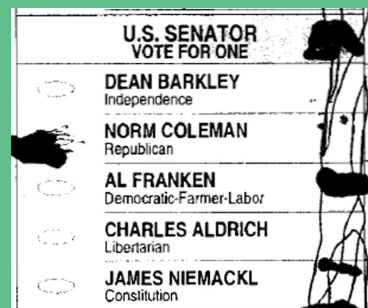 U.S. SENATOR
VOTE FOR ONE
DEAN BARKLEY
Independence
NORM COLEMAN
Republican
AL FRANKEN
Democratic-Farmer-Labor
CHARLES ALDRICH
Libertarian
JAMES NIEMACKL
Constitution